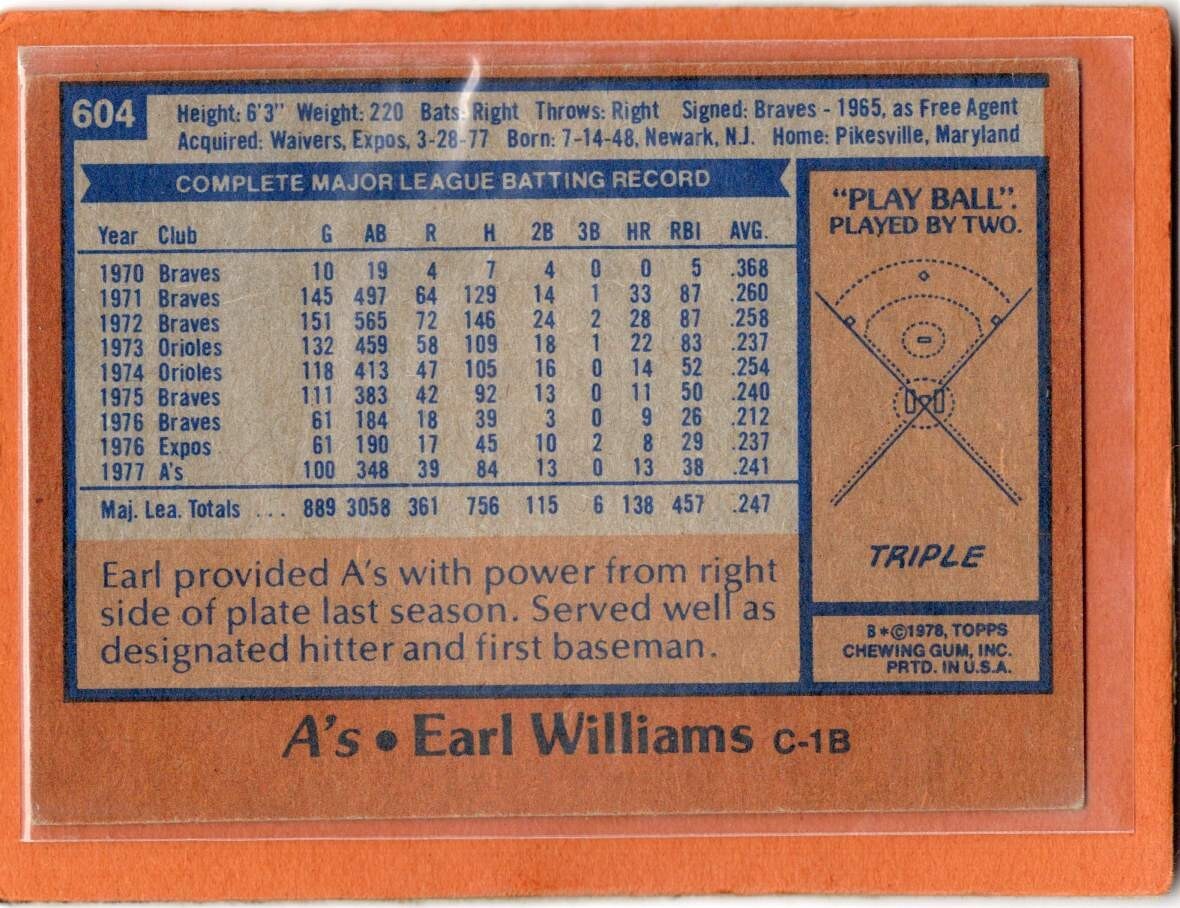 604
Height: 6'3" Weight: 220 Bats: Right Throws: Right Signed: Braves - 1965, as Free Agent
Acquired: Waivers, Expos, 3-28-77 Born: 7-14-48, Newark, N.J. Home: Pikesville, Maryland
COMPLETE MAJOR LEAGUE BATTING RECORD
Year Club G AB R H 2B 3B HR RBI AVG.
1970 Braves 10 19 4 7 4 0 0 5 .368
1971 Braves 145 497 64 129 14 1 33 87 .260
1972 Braves 151 565 72 146 24 2 28 87 .258
1973 Orioles 132 459 58 109 18 1 22 83 .237
1974 Orioles 118 413 47 105 16 0 14 52 .254
1975 Braves 111 383 42 92 13 0 11 50 .240
1976 Braves 61 184 18 39 3 0 9 26 .212
1976 Expos 61 190 17 45 10 2 8 29 .237
1977 A's 100 348 39 84 13 0 13 38 .241
Maj. Lea. Totals ... 889 3058 361 756 115 6 138 457 .247
Earl provided A's with power from right
side of plate last season. Served well as
designated hitter and first baseman.
"PLAY BALL".
PLAYED BY TWO.
TRIPLE
B*©1978, TOPPS
CHEWING GUM, INC.
PRTD. IN U.S.A.
A's • Earl Williams C-1B